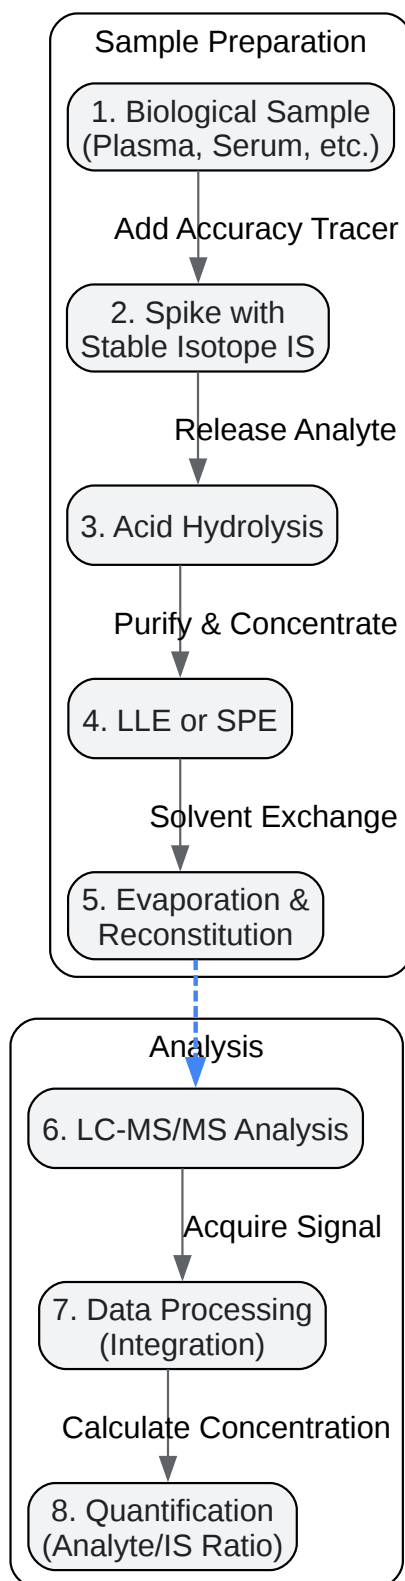 Sample Preparation
1. Biological Sample
(Plasma, Serum, etc.)
Add Accuracy Tracer
2. Spike with
Stable Isotope IS
Release Analyte
3. Acid Hydrolysis
Purify & Concentrate
4. LLE or SPE
Solvent Exchange
5. Evaporation &
Reconstitution
Analysis
6. LC-MS/MS Analysis
Acquire Signal
7. Data Processing
(Integration)
Calculate Concentration
8. Quantification
(Analyte/IS Ratio)